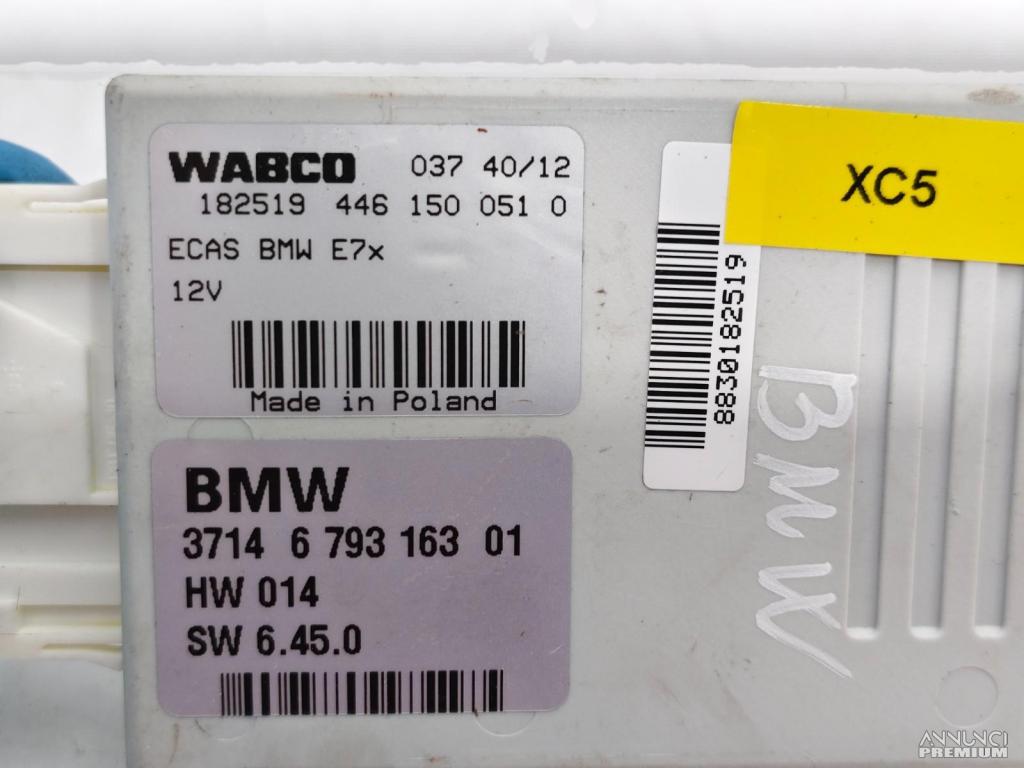 WABCO 037 40/12
182519 446 150 051 0
ECAS BMW E7x
12V
Made in Poland
BMW
3714 6 793 163 01
HW 014
SW 6.45.0
8830182519
XC5
BMW
ANNUNCI
PREMIUM